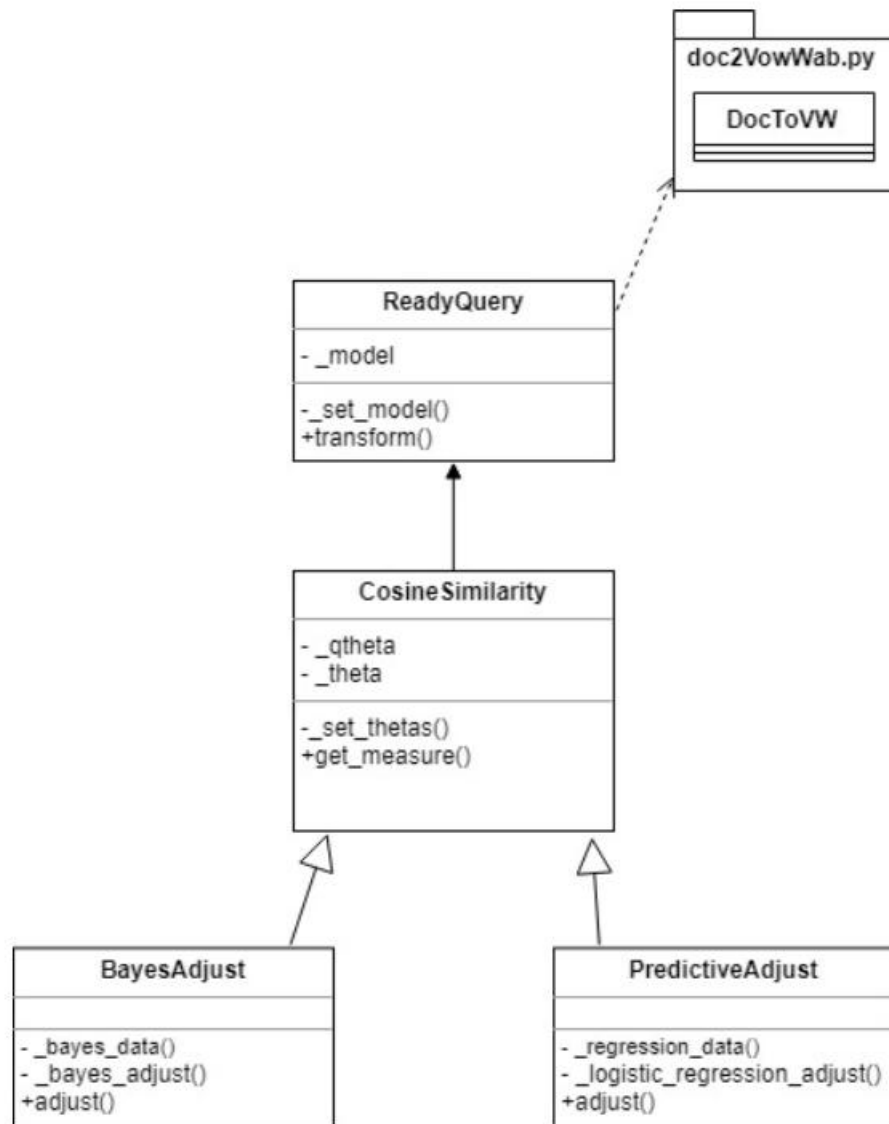 doc2VowWab.py
DocToVW
ReadyQuery
- _model
-_set_model()
+transform()
CosineSimilarity
- _qtheta
- _theta
-_set_thetas()
+get_measure()
BayesAdjust
- _bayes_data()
- _bayes_adjust()
+adjust()
PredictiveAdjust
- _regression_data()
- _logistic_regression_adjust()
+adjust()